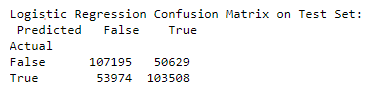 Logistic Regression Confusion Matrix on Test Set:
Predicted False True
Actual
False 107195 50629
True 53974 103508